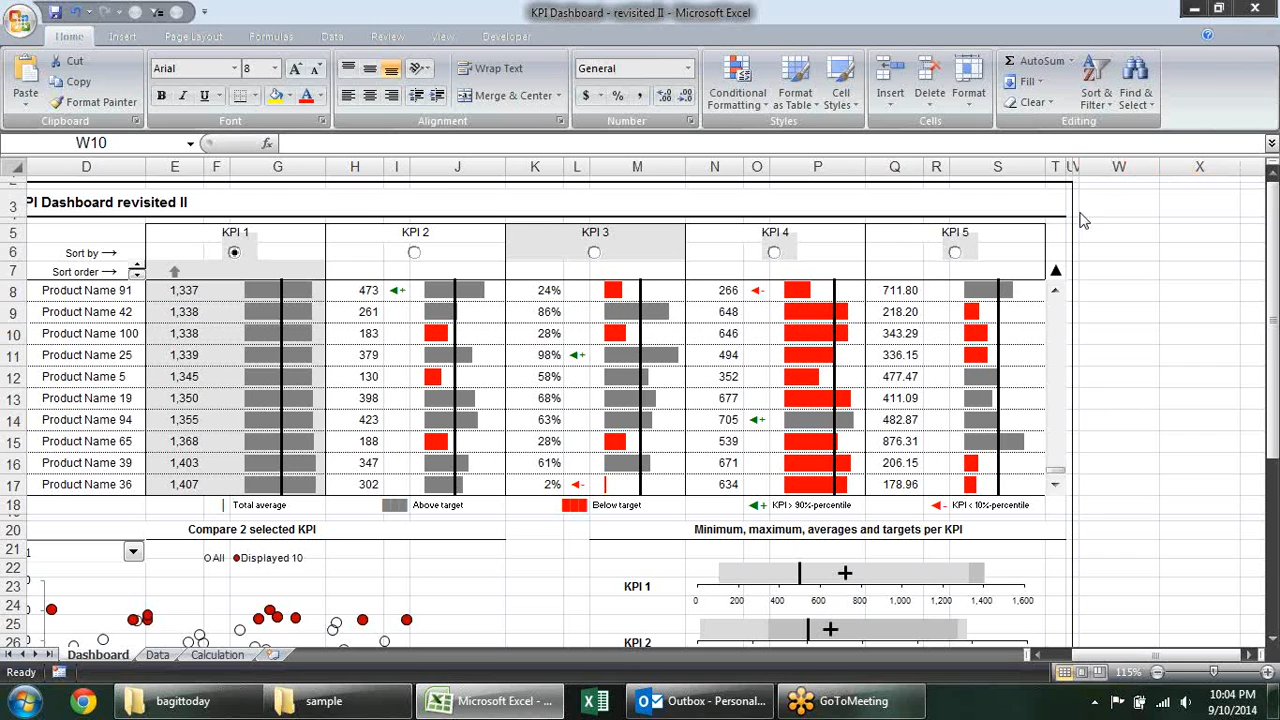 KPI Dashboard - revisited II - Microsoft Excel
Home Insert Page Layout Formulas Data Review View Developer
Cut
Copy
Format Painter
Paste
Clipboard
Arial 8
B I U
Font
Wrap Text
Merge & Center
Alignment
General
$ % ,
Number
Conditional Formatting
Format as Table
Cell Styles
Styles
Insert Delete Format
Cells
AutoSum
Fill
Clear
Sort & Filter
Find & Select
Editing
W10 fx
D E F G H I J K L M N O P Q R S T U V W X
2
3 PI Dashboard revisited II
5 KPI 1 KPI 2 KPI 3 KPI 4 KPI 5
6 Sort by →
7 Sort order →
8 Product Name 91 1,337 473 ◄+ 24% 266 ◄- 711.80
9 Product Name 42 1,338 261 86% 648 218.20
10 Product Name 100 1,338 183 28% 646 343.29
11 Product Name 25 1,339 379 98% ◄+ 494 336.15
12 Product Name 5 1,345 130 58% 352 477.47
13 Product Name 19 1,350 398 68% 677 411.09
14 Product Name 94 1,355 423 63% 705 ◄+ 482.87
15 Product Name 65 1,368 188 28% 539 876.31
16 Product Name 39 1,403 347 61% 671 206.15
17 Product Name 38 1,407 302 2% ◄- 634 178.96
18 Total average Above target Below target ◄+ KPI > 90%-percentile ◄- KPI < 10%-percentile
20 Compare 2 selected KPI Minimum, maximum, averages and targets per KPI
21 1 All Displayed 10
22
23 KPI 1 0 200 400 600 800 1,000 1,200 1,400 1,600
24
25
26 KPI 2
Dashboard Data Calculation
Ready 115%
bagittoday sample Microsoft Excel - ... Outbox - Personal... GoToMeeting
10:04 PM
9/10/2014